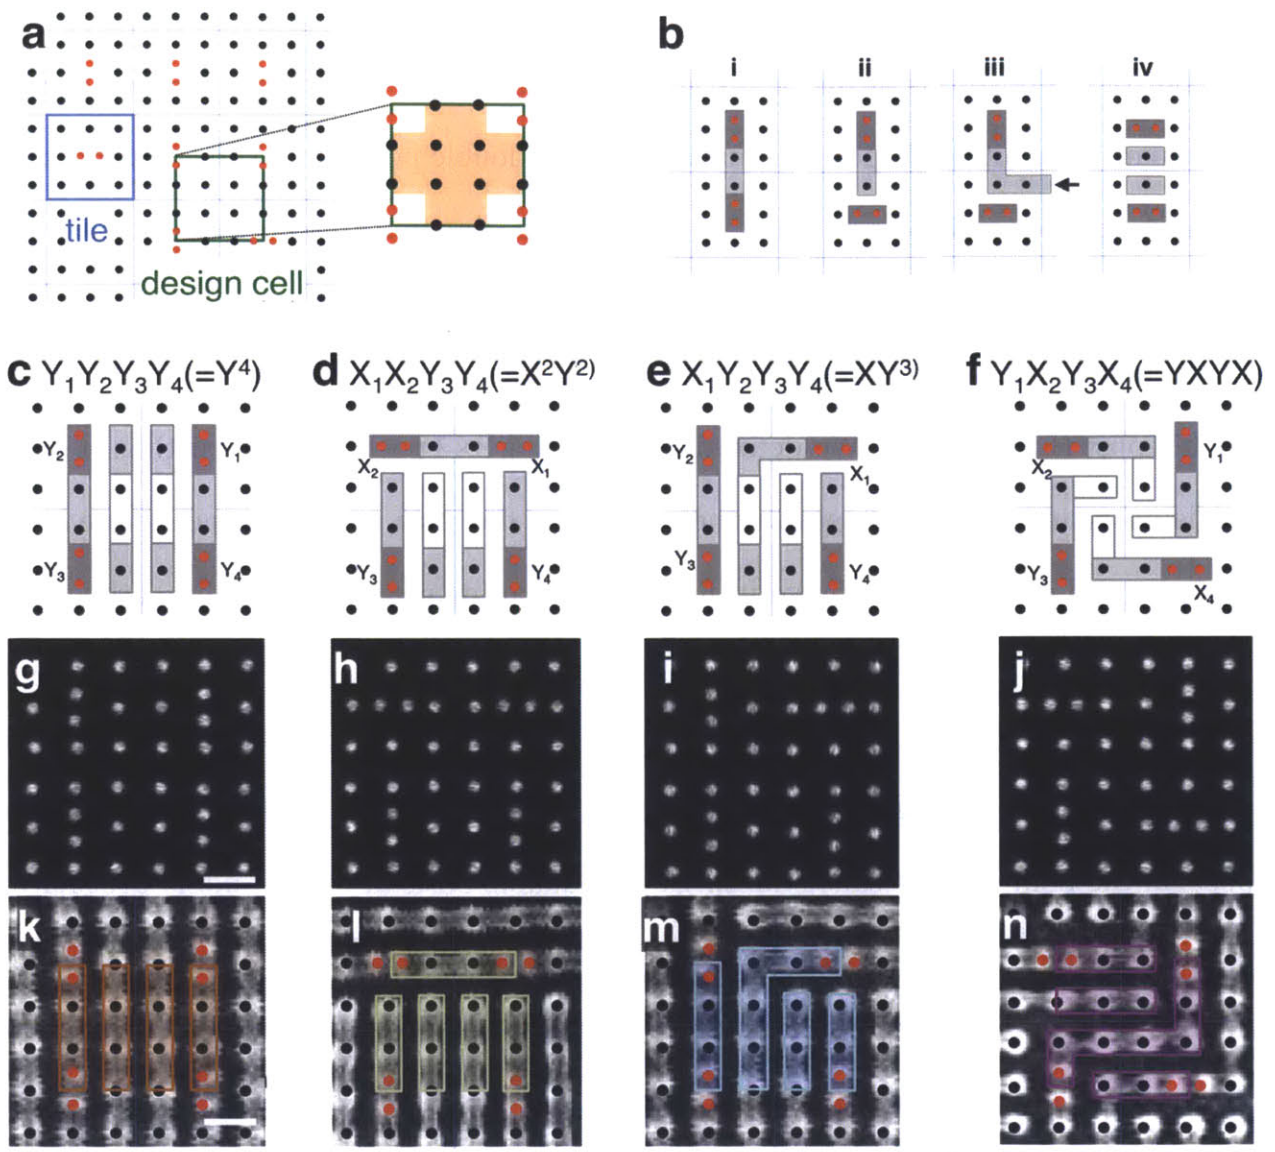 a
tile
design cell
b
i
ii
iii
iv
c Y₁Y₂Y₃Y₄(=Y⁴)
d X₁X₂Y₃Y₄(=X²Y²)
e X₁Y₂Y₃Y₄(=XY³)
f Y₁X₂Y₃X₄(=YXYX)
Y₂
Y₁
Y₃
Y₄
X₂
X₁
Y₃
Y₄
Y₂
X₁
Y₃
Y₄
X₂
Y₁
Y₃
X₄
g
h
i
j
k
l
m
n